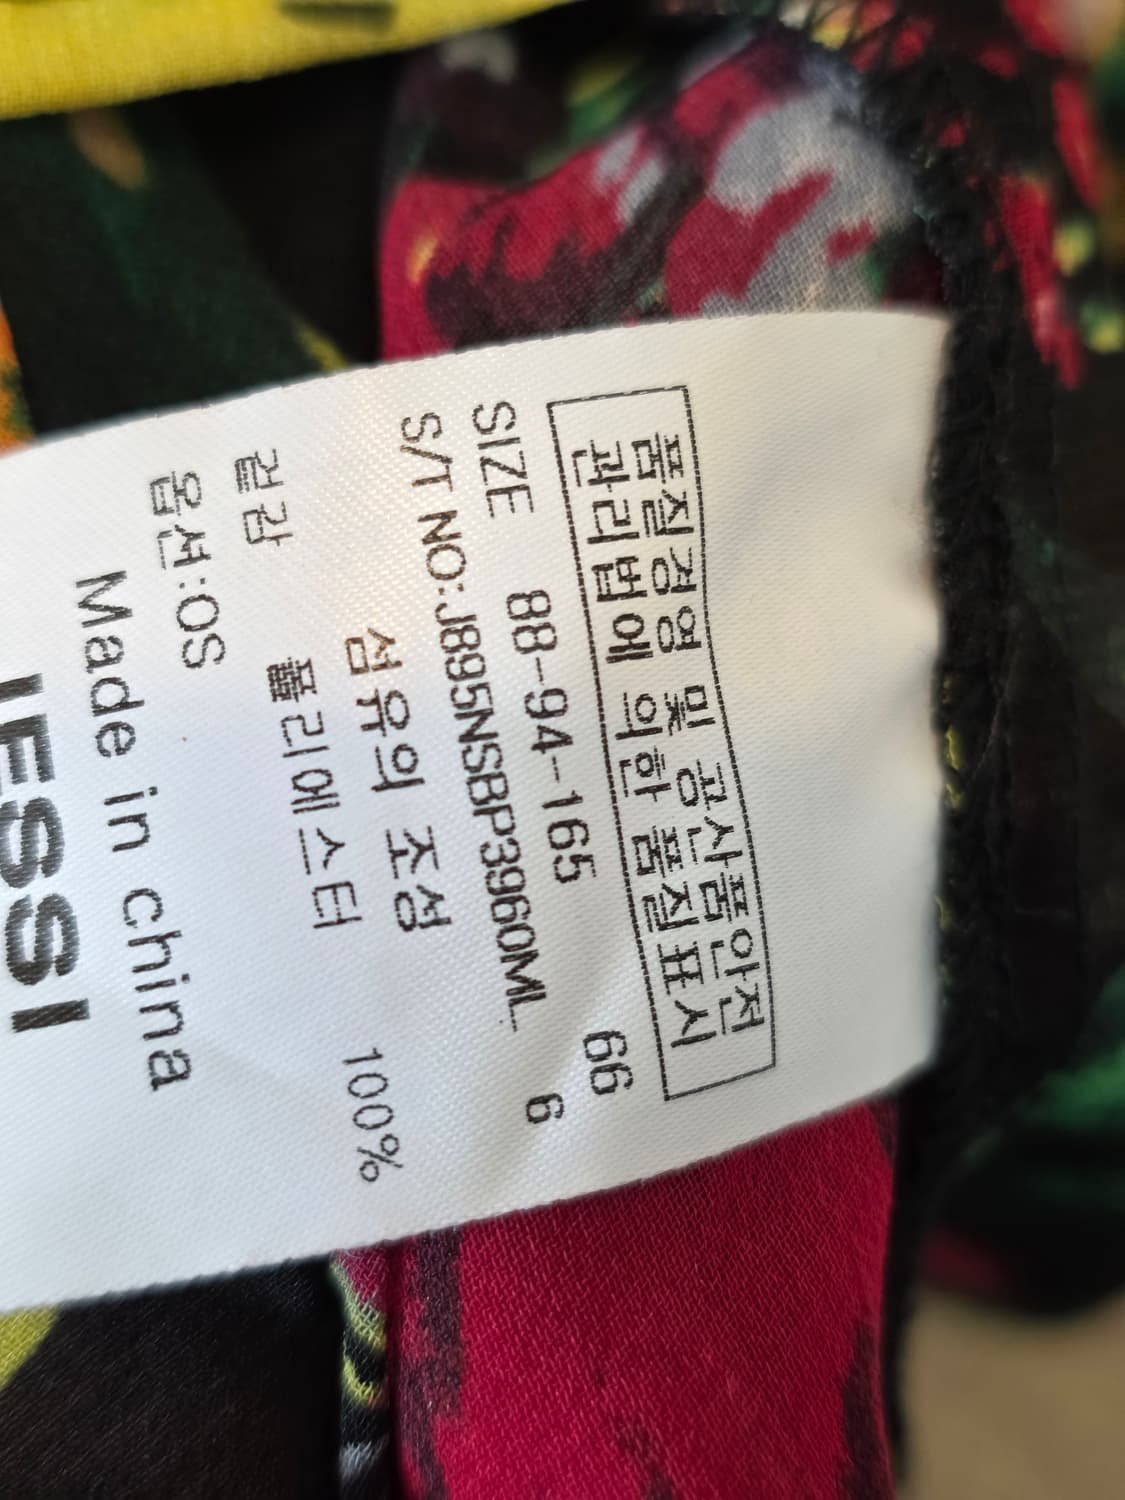 품질경영 및 공산품안전
관리법에 의한 품질표시
SIZE 88-94-165 66
S/T NO:J895NSBP3960ML.. 6
섬유의 조성
겉감 폴리에스터 100%
옵션:OS
Made in china
JESSI